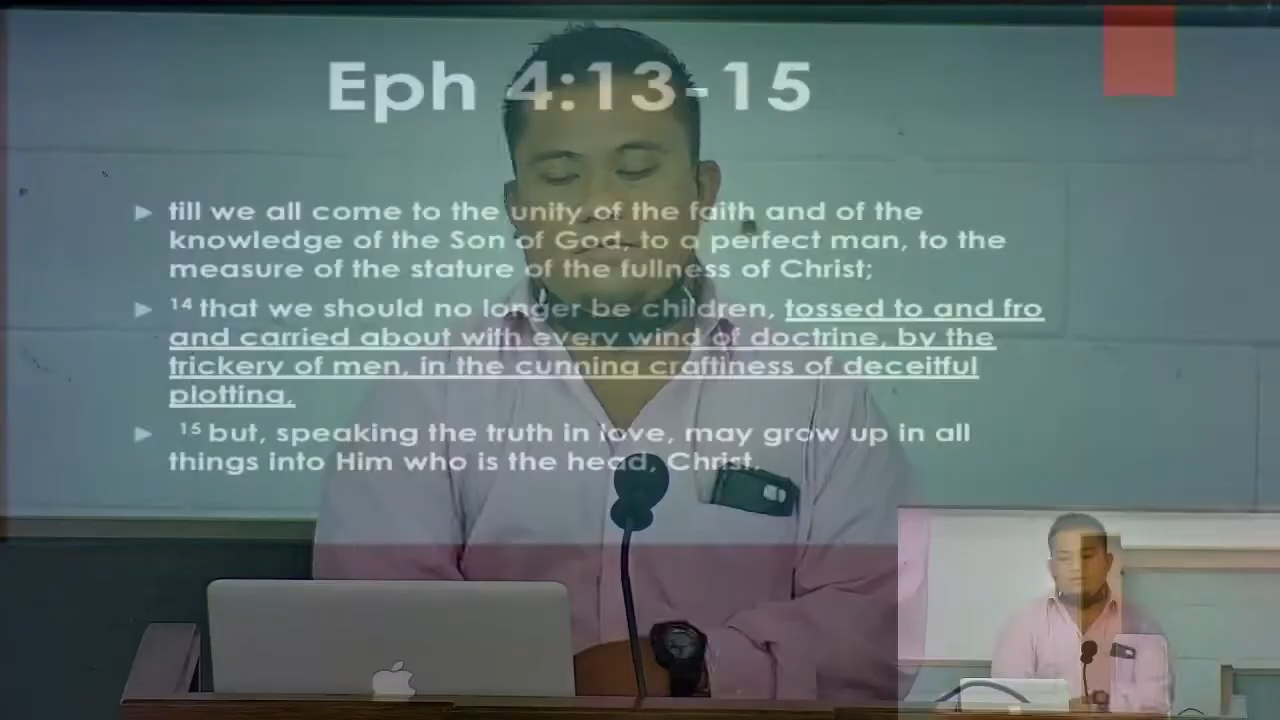 Eph 4:13-15
► till we all come to the unity of the faith and of the
knowledge of the Son of God, to a perfect man, to the
measure of the stature of the fullness of Christ;
► 14 that we should no longer be children, tossed to and fro
and carried about with every wind of doctrine, by the
trickery of men, in the cunning craftiness of deceitful
plotting,
► 15 but, speaking the truth in love, may grow up in all
things into Him who is the head, Christ.